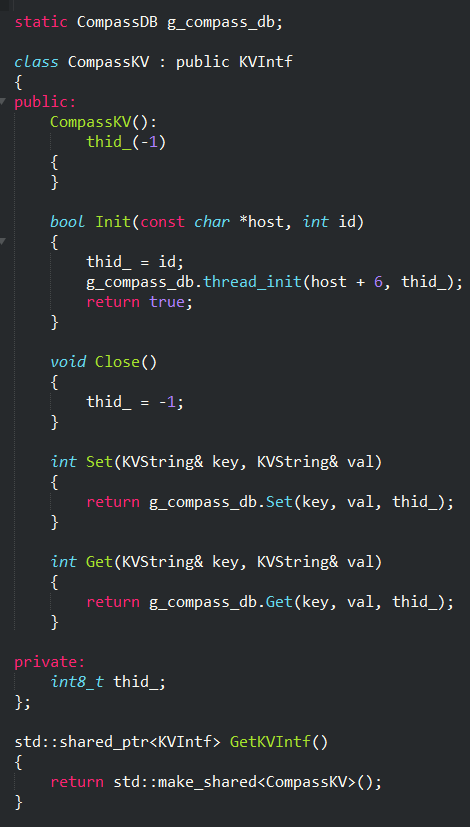 static CompassDB g_compass_db;
class CompassKV : public KVIntf
{
public:
    CompassKV():
        thid_(-1)
    {
    }
    bool Init(const char *host, int id)
    {
        thid_ = id;
        g_compass_db.thread_init(host + 6, thid_);
        return true;
    }
    void Close()
    {
        thid_ = -1;
    }
    int Set(KVString& key, KVString& val)
    {
        return g_compass_db.Set(key, val, thid_);
    }
    int Get(KVString& key, KVString& val)
    {
        return g_compass_db.Get(key, val, thid_);
    }
private:
    int8_t thid_;
};
std::shared_ptr<KVIntf> GetKVIntf()
{
    return std::make_shared<CompassKV>();
}